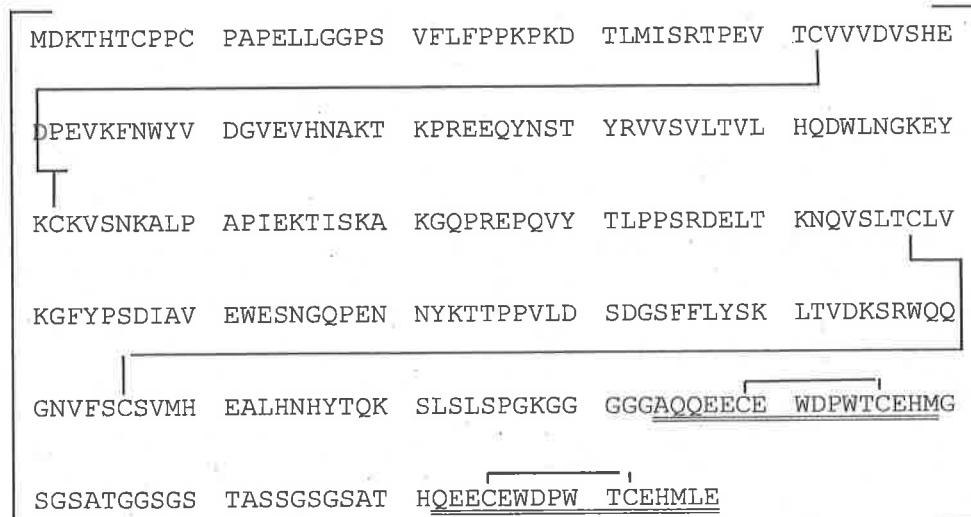 MDKTHTCPPC PAPELLGGPS VFLFPPKPKD TLMISRTPEV TCVVVDVSHE
DPEVKFNWYV DGVEVHNAKT KPREEQYNST YRVVSVLTVL HQDWLNGKEY
KCKVSNKALP APIEKTISKA KGQPREPQVY TLPPSRDELT KNQVSLTCLV
KGFYPSDIAV EWESNGQPEN NYKTTPPVLD SDGSFFLYSK LTVDKSRWQQ
GNVFSCSVMH EALHNHYTQK SLSLSPGKGG GGGAQQEECE WDPWTCEHMG
SGSATGGSGS TASSGSGSAT HQEECEWDPW TCEHMLE